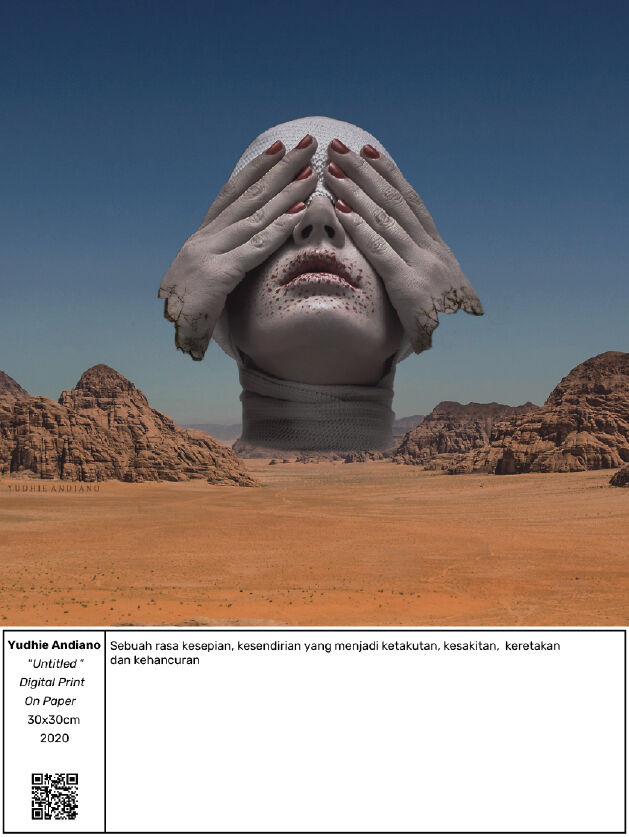 YUDHIE ANDIANO
Yudhie Andiano
"Untitled "
Digital Print
On Paper
30x30cm
2020
Sebuah rasa kesepian, kesendirian yang menjadi ketakutan, kesakitan, keretakan
dan kehancuran